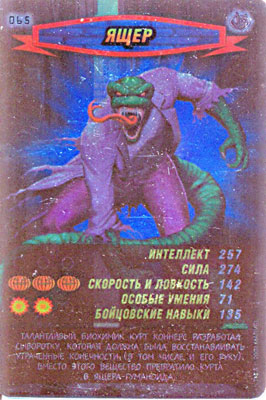 065
ЯЩЕР
ИНТЕЛЛЕКТ 257
СИЛА 274
СКОРОСТЬ И ЛОВКОСТЬ 142
ОСОБЫЕ УМЕНИЯ 71
БОЙЦОВСКИЕ НАВЫКИ 135
ТАЛАНТЛИВЫЙ БИОХИМИК КУРТ КОННЕРС РАЗРАБОТАЛ
СЫВОРОТКУ, КОТОРАЯ ДОЛЖНА БЫЛА ВОССТАНАВЛИВАТЬ
УТРАЧЕННЫЕ КОНЕЧНОСТИ (В ТОМ ЧИСЛЕ, И ЕГО РУКУ).
ВМЕСТО ЭТОГО ВЕЩЕСТВО ПРЕВРАТИЛО КУРТА
В ЯЩЕРА-ГУМАНОИДА.